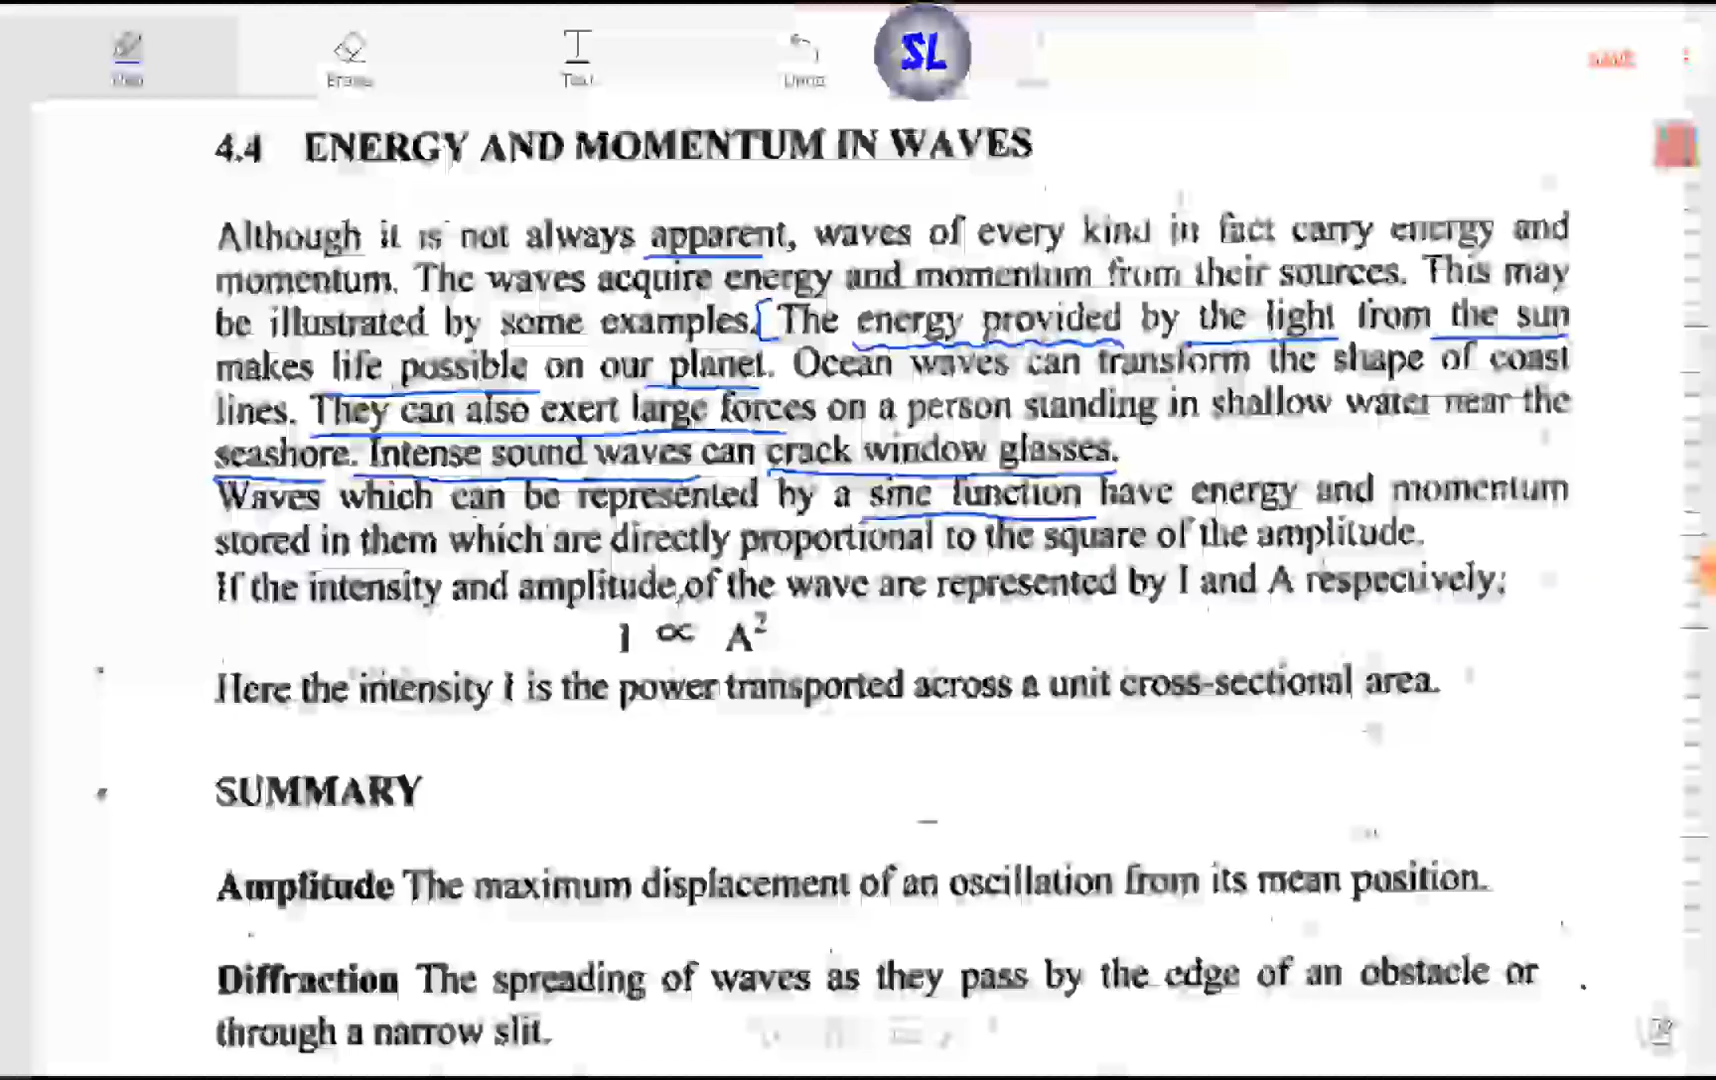 Erase
Text
Undo
SL
4.4 ENERGY AND MOMENTUM IN WAVES
Although it is not always apparent, waves of every kind in fact carry energy and
momentum. The waves acquire energy and momentum from their sources. This may
be illustrated by some examples. [The energy provided by the light from the sun
makes life possible on our planet. Ocean waves can transform the shape of coast
lines. They can also exert large forces on a person standing in shallow water near the
seashore. Intense sound waves can crack window glasses.
Waves which can be represented by a sine function have energy and momentum
stored in them which are directly proportional to the square of the amplitude.
If the intensity and amplitude of the wave are represented by I and A respectively;
I ∝ A²
Here the intensity I is the power transported across a unit cross-sectional area.
SUMMARY
Amplitude The maximum displacement of an oscillation from its mean position.
Diffraction The spreading of waves as they pass by the edge of an obstacle or
through a narrow slit.